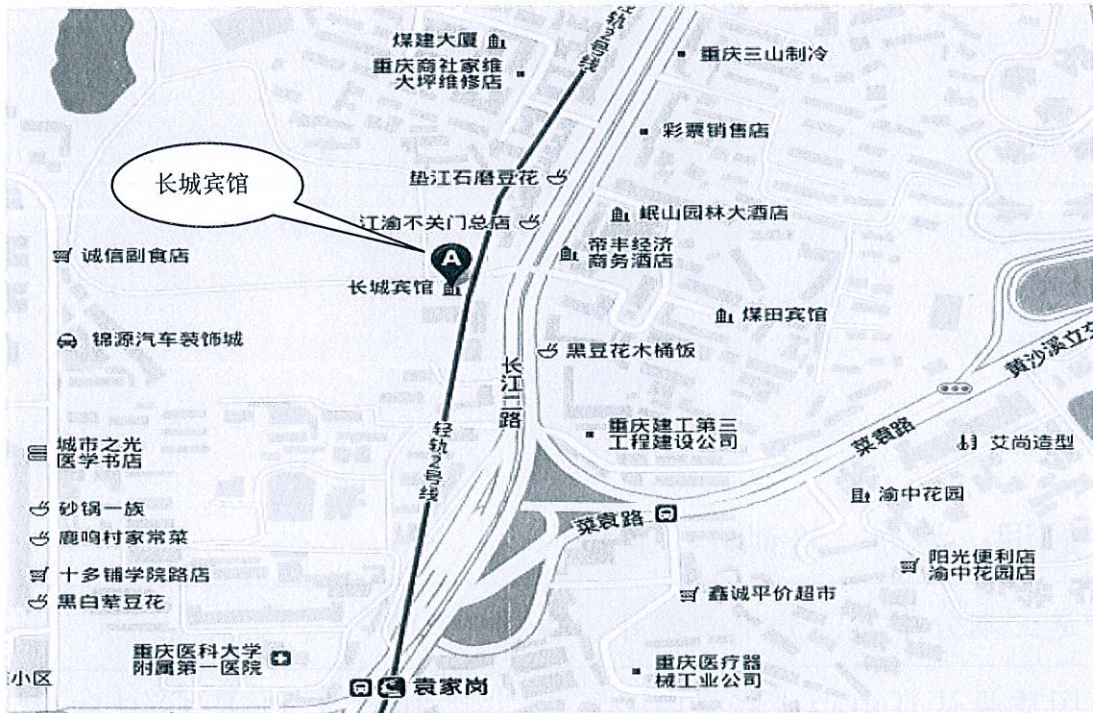 煤建大厦
轻轨2号线
重庆商社家维
大坪维修店
重庆三山制冷
彩票销售店
长城宾馆
垫江石磨豆花
江渝不关门总店
岷山园林大酒店
诚信副食店
帝丰经济
商务酒店
A
长城宾馆
煤田宾馆
锦源汽车装饰城
黑豆花木桶饭
长江二路
黄沙溪立交
轻轨2号线
重庆建工第三
工程建设公司
菜袁路
艾尚造型
城市之光
医学书店
渝中花园
砂锅一族
菜袁路
鹿鸣村家常菜
阳光便利店
渝中花园店
十多铺学院路店
鑫诚平价超市
黑白荤豆花
重庆医科大学
附属第一医院
重庆医疗器
械工业公司
小区
袁家岗